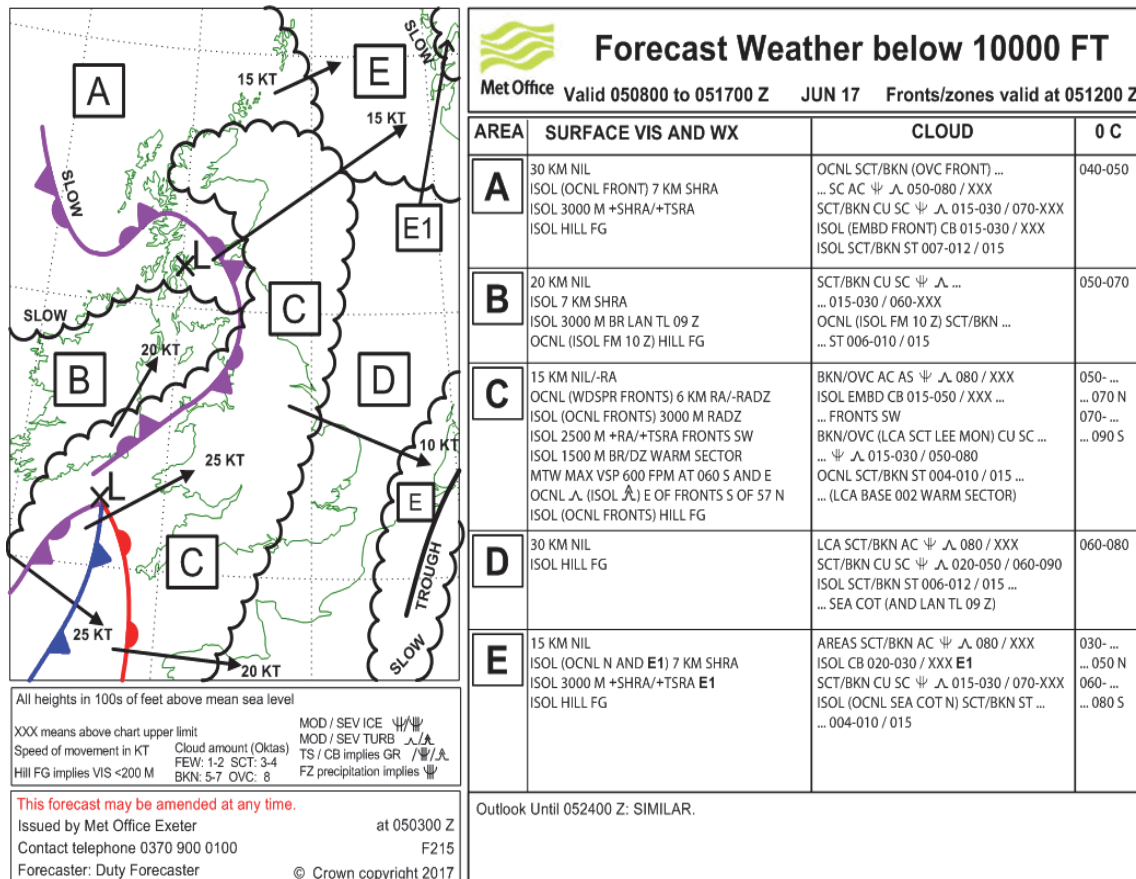 SLOW
A
15 KT
E
15 KT
SLOW
E1
L
C
SLOW
20 KT
B
D
25 KT
10 KT
L
E
C
TROUGH
25 KT
SLOW
20 KT
All heights in 100s of feet above mean sea level
XXX means above chart upper limit
Speed of movement in KT
Hill FG implies VIS <200 M
Cloud amount (Oktas)
FEW: 1-2 SCT: 3-4
BKN: 5-7 OVC: 8
MOD / SEV ICE /
MOD / SEV TURB /
TS / CB implies GR / /
FZ precipitation implies
This forecast may be amended at any time.
Issued by Met Office Exeter at 050300 Z
Contact telephone 0370 900 0100 F215
Forecaster: Duty Forecaster © Crown copyright 2017
Met Office
Forecast Weather below 10000 FT
Valid 050800 to 051700 Z JUN 17 Fronts/zones valid at 051200 Z
AREA SURFACE VIS AND WX CLOUD 0 C
A
30 KM NIL
ISOL (OCNL FRONT) 7 KM SHRA
ISOL 3000 M +SHRA/+TSRA
ISOL HILL FG
OCNL SCT/BKN (OVC FRONT) ...
... SC AC 050-080 / XXX
SCT/BKN CU SC 015-030 / 070-XXX
ISOL (EMBD FRONT) CB 015-030 / XXX
ISOL SCT/BKN ST 007-012 / 015
040-050
B
20 KM NIL
ISOL 7 KM SHRA
ISOL 3000 M BR LAN TL 09 Z
OCNL (ISOL FM 10 Z) HILL FG
SCT/BKN CU SC ...
... 015-030 / 060-XXX
OCNL (ISOL FM 10 Z) SCT/BKN ...
... ST 006-010 / 015
050-070
C
15 KM NIL/-RA
OCNL (WDSPR FRONTS) 6 KM RA/-RADZ
ISOL (OCNL FRONTS) 3000 M RADZ
ISOL 2500 M +RA/+TSRA FRONTS SW
ISOL 1500 M BR/DZ WARM SECTOR
MTW MAX VSP 600 FPM AT 060 S AND E
OCNL (ISOL ) E OF FRONTS S OF 57 N
ISOL (OCNL FRONTS) HILL FG
BKN/OVC AC AS 080 / XXX
ISOL EMBD CB 015-050 / XXX ...
... FRONTS SW
BKN/OVC (LCA SCT LEE MON) CU SC ...
... 015-030 / 050-080
OCNL SCT/BKN ST 004-010 / 015 ...
... (LCA BASE 002 WARM SECTOR)
050- ...
... 070 N
070- ...
... 090 S
D
30 KM NIL
ISOL HILL FG
LCA SCT/BKN AC 080 / XXX
SCT/BKN CU SC 020-050 / 060-090
ISOL SCT/BKN ST 006-012 / 015 ...
... SEA COT (AND LAN TL 09 Z)
060-080
E
15 KM NIL
ISOL (OCNL N AND E1) 7 KM SHRA
ISOL 3000 M +SHRA/+TSRA E1
ISOL HILL FG
AREAS SCT/BKN AC 080 / XXX
ISOL CB 020-030 / XXX E1
SCT/BKN CU SC 015-030 / 070-XXX
ISOL (OCNL SEA COT N) SCT/BKN ST ...
... 004-010 / 015
030- ...
... 050 N
060- ...
... 080 S
Outlook Until 052400 Z: SIMILAR.